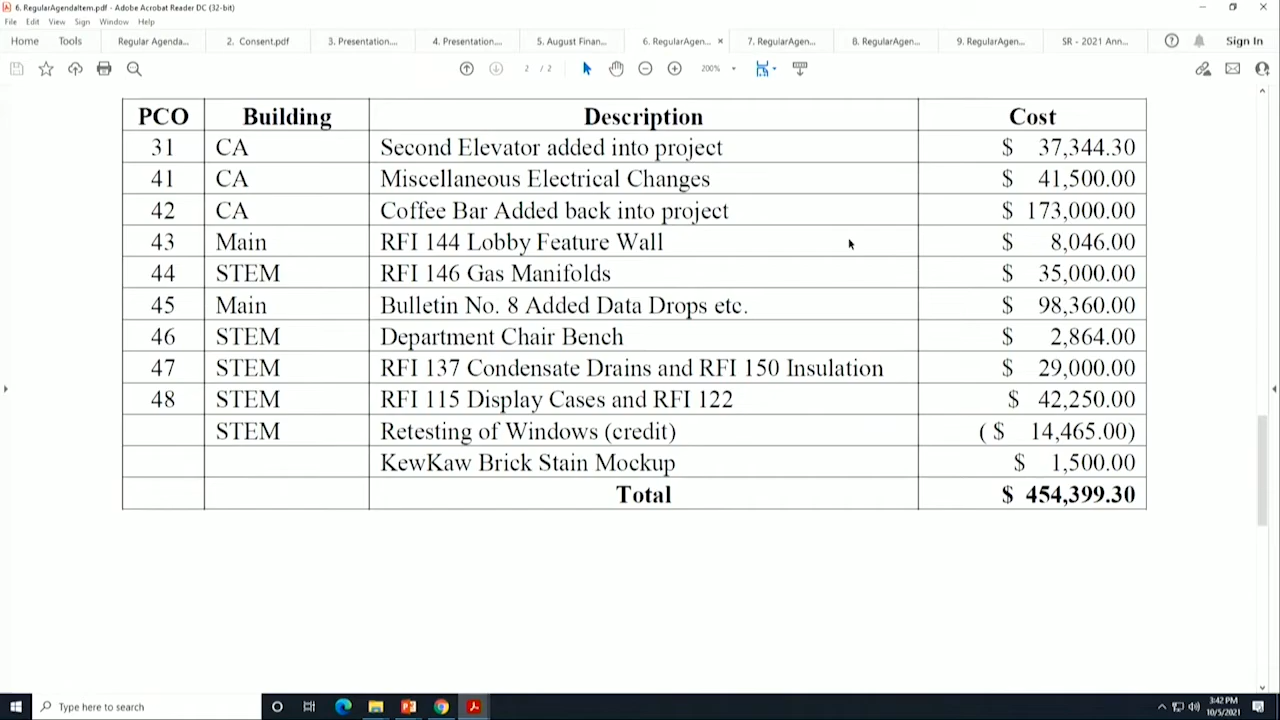 6. RegularAgendaItem.pdf - Adobe Acrobat Reader DC (32-bit)
File Edit View Sign Window Help
Home Tools Regular Agenda... 2. Consent.pdf 3. Presentation.... 4. Presentation.... 5. August Finan... 6. RegularAgen... × 7. RegularAgen... 8. RegularAgen... 9. RegularAgen... SR - 2021 Ann... Sign In
2 / 2 200%
PCO Building Description Cost
31 CA Second Elevator added into project $ 37,344.30
41 CA Miscellaneous Electrical Changes $ 41,500.00
42 CA Coffee Bar Added back into project $ 173,000.00
43 Main RFI 144 Lobby Feature Wall $ 8,046.00
44 STEM RFI 146 Gas Manifolds $ 35,000.00
45 Main Bulletin No. 8 Added Data Drops etc. $ 98,360.00
46 STEM Department Chair Bench $ 2,864.00
47 STEM RFI 137 Condensate Drains and RFI 150 Insulation $ 29,000.00
48 STEM RFI 115 Display Cases and RFI 122 $ 42,250.00
STEM Retesting of Windows (credit) ( $ 14,465.00)
KewKaw Brick Stain Mockup $ 1,500.00
Total $ 454,399.30
Type here to search
3:42 PM
10/5/2021